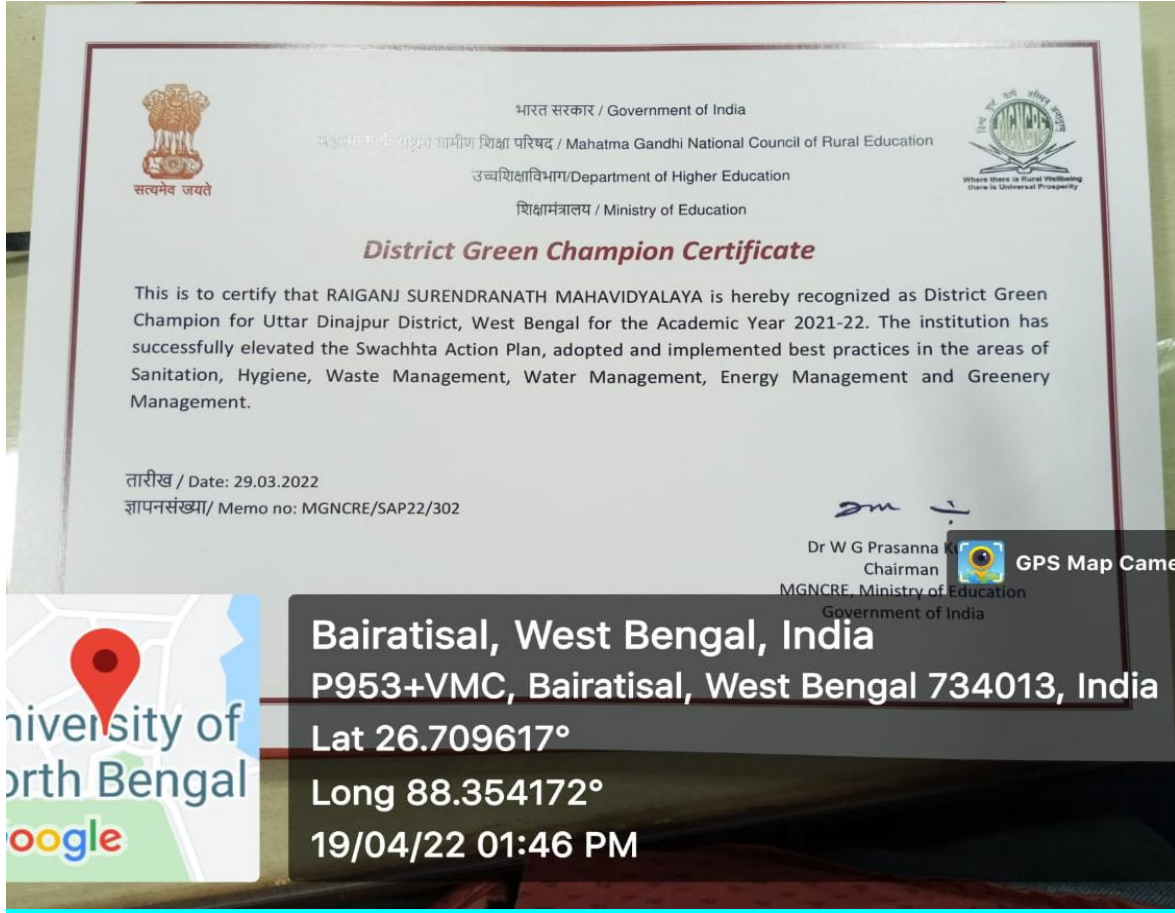 भारत सरकार / Government of India
ग्रामीण शिक्षा परिषद / Mahatma Gandhi National Council of Rural Education
उच्चशिक्षाविभाग/Department of Higher Education
शिक्षामंत्रालय / Ministry of Education
सत्यमेव जयते
MGNCRE
Where there is Rural Wellbeing
there is Universal Prosperity
District Green Champion Certificate
This is to certify that RAIGANJ SURENDRANATH MAHAVIDYALAYA is hereby recognized as District Green
Champion for Uttar Dinajpur District, West Bengal for the Academic Year 2021-22. The institution has
successfully elevated the Swachhta Action Plan, adopted and implemented best practices in the areas of
Sanitation, Hygiene, Waste Management, Water Management, Energy Management and Greenery
Management.
तारीख / Date: 29.03.2022
ज्ञापनसंख्या/ Memo no: MGNCRE/SAP22/302
Dr W G Prasanna
Chairman
MGNCRE, Ministry of Education
Government of India
GPS Map Came
niversity of
orth Bengal
oogle
Bairatisal, West Bengal, India
P953+VMC, Bairatisal, West Bengal 734013, India
Lat 26.709617°
Long 88.354172°
19/04/22 01:46 PM